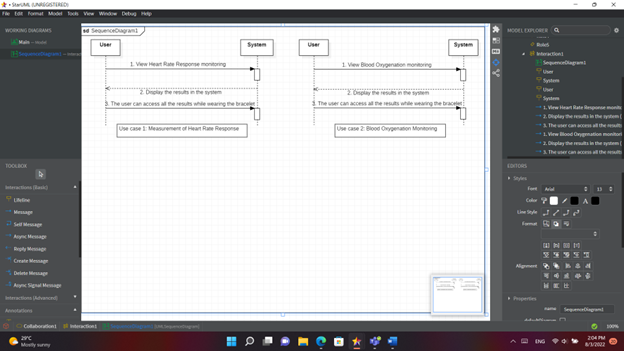 StarUML (UNREGISTERED)
File Edit Format Model Tools View Window Debug Help
WORKING DIAGRAMS
Main
SequenceDiagram1
sd SequenceDiagram1
User
System
User
System
1. View Heart Rate Response monitoring
2. Display the results in the system
3. The user can access all the results while wearing the bracelet
Use case 1: Measurement of Heart Rate Response
1. View Blood Oxygenation monitoring
2. Display the results in the system
3. The user can access all the results while wearing the bracelet
Use case 2: Blood Oxygenation Monitoring
TOOLBOX
Interactions (Basic)
Lifeline
Message
Self Message
Async Message
Reply Message
Create Message
Delete Message
Async Signal Message
Interactions (Advanced)
Annotations
MODEL EXPLORER
Search
Role5
Interaction1
SequenceDiagram1
User
System
User
System
1. View Heart Rate Response monito
2. Display the results in the system (
3. The user can access all the results
1. View Blood Oxygenation monitori
2. Display the results in the system (
3. The user can access all the results
EDITORS
Styles
Font Arial 13
Color
Line Style
Format
Alignment
Properties
name SequenceDiagram1
Collaboration1 Interaction1 SequenceDiagram1 [UMLSequenceDiagram]
100%
29°C
Mostly sunny
ENG
2:04 PM
8/3/2022